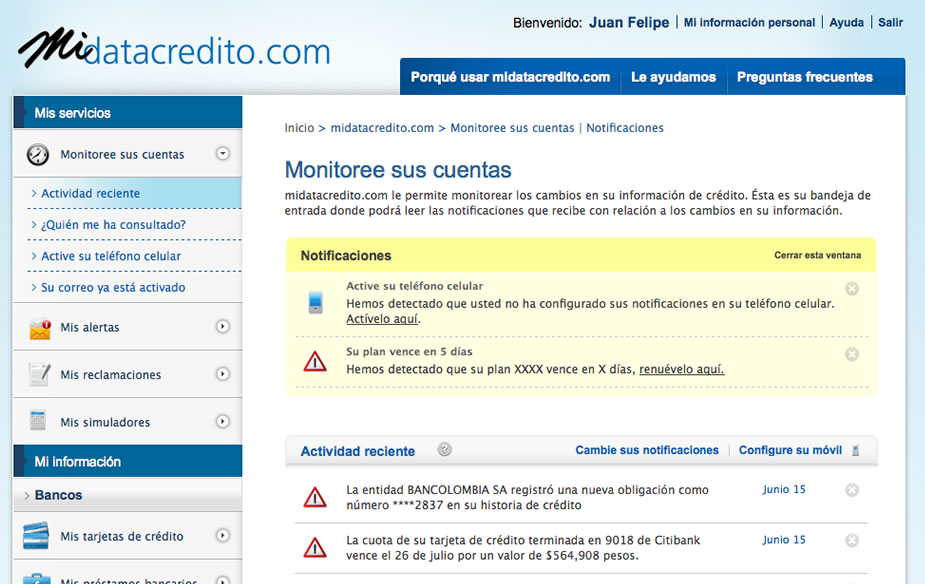 Bienvenido: Juan Felipe | Mi información personal | Ayuda | Salir
Midatacredito.com
Porqué usar midatacredito.com | Le ayudamos | Preguntas frecuentes
Mis servicios
Monitoree sus cuentas
> Actividad reciente
> ¿Quién me ha consultado?
> Active su teléfono celular
> Su correo ya está activado
Mis alertas
Mis reclamaciones
Mis simuladores
Mi información
> Bancos
Mis tarjetas de crédito
Mis préstamos bancarios
Inicio > midatacredito.com > Monitoree sus cuentas | Notificaciones
Monitoree sus cuentas
midatacredito.com le permite monitorear los cambios en su información de crédito. Ésta es su bandeja de
entrada donde podrá leer las notificaciones que recibe con relación a los cambios en su información.
Notificaciones
Cerrar esta ventana
Active su teléfono celular
Hemos detectado que usted no ha configurado sus notificaciones en su teléfono celular.
Actívelo aquí.
Su plan vence en 5 días
Hemos detectado que su plan XXXX vence en X días, renuévelo aquí.
Actividad reciente ?
Cambie sus notificaciones | Configure su móvil
La entidad BANCOLOMBIA SA registró una nueva obligación como
número ****2837 en su historia de crédito
Junio 15
La cuota de su tarjeta de crédito terminada en 9018 de Citibank
vence el 26 de julio por un valor de $564,908 pesos.
Junio 15